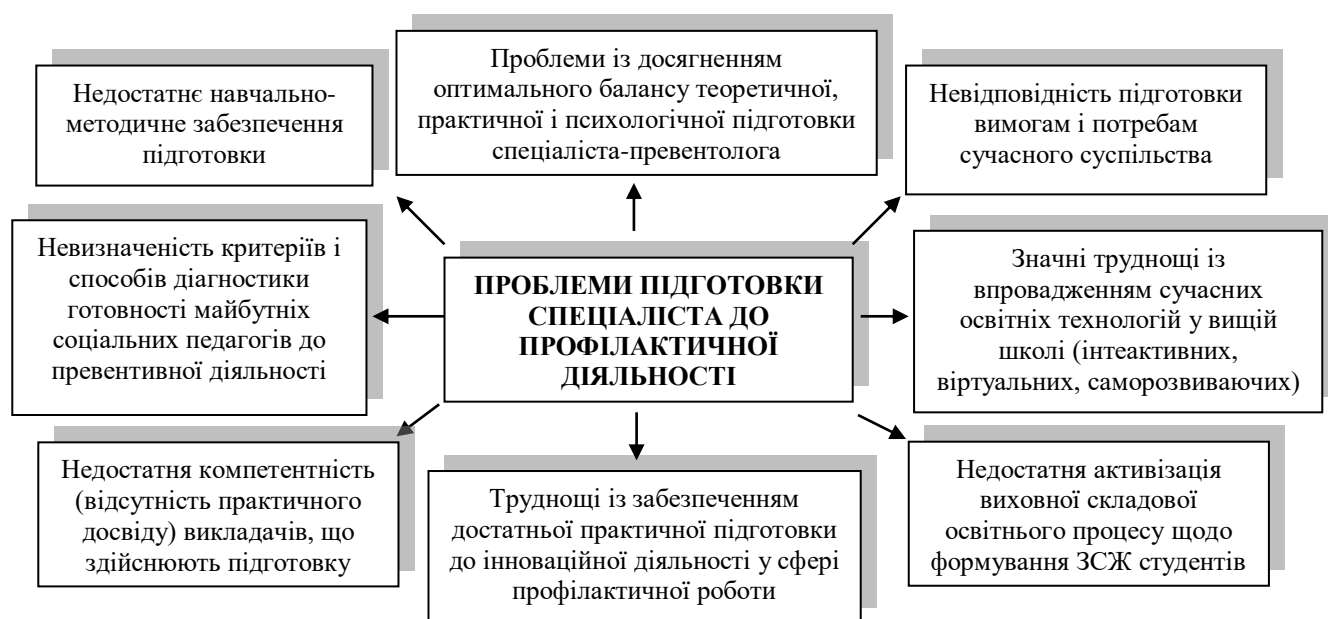 Недостатнє навчально-
методичне забезпечення
підготовки
Проблеми із досягненням
оптимального балансу теоретичної,
практичної і психологічної підготовки
спеціаліста-превентолога
Невідповідність підготовки
вимогам і потребам
сучасного суспільства
Невизначеність критеріїв і
способів діагностики
готовності майбутніх
соціальних педагогів до
превентивної діяльності
ПРОБЛЕМИ ПІДГОТОВКИ
СПЕЦІАЛІСТА ДО
ПРОФІЛАКТИЧНОЇ
ДІЯЛЬНОСТІ
Значні труднощі із
впровадженням сучасних
освітніх технологій у вищій
школі (інтеактивних,
віртуальних, саморозвиваючих)
Недостатня компетентність
(відсутність практичного
досвіду) викладачів, що
здійснюють підготовку
Труднощі із забезпеченням
достатньої практичної підготовки
до інноваційної діяльності у сфері
профілактичної роботи
Недостатня активізація
виховної складової
освітнього процесу щодо
формування ЗСЖ студентів